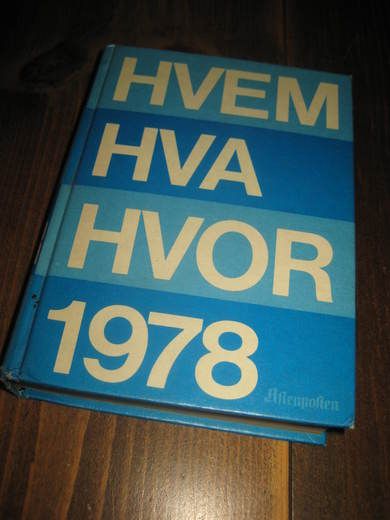 HVEM
HVA
HVOR
1978
Aftenposten